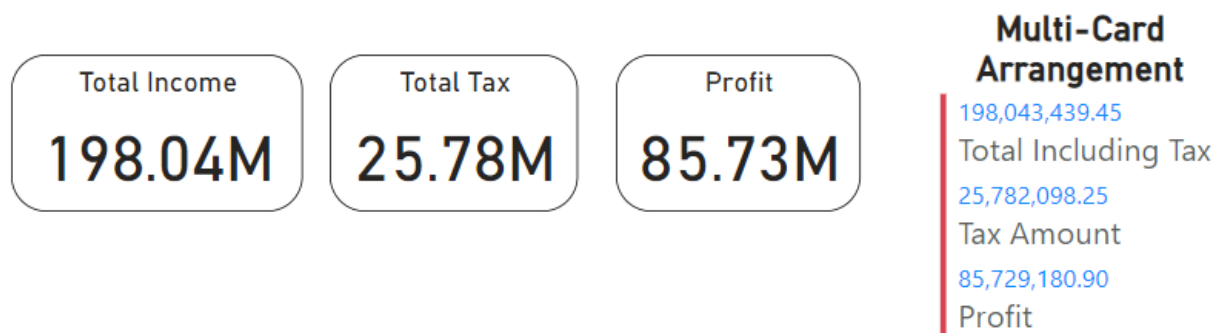 Total Income
198.04M
Total Tax
25.78M
Profit
85.73M
Multi-Card
Arrangement
198,043,439.45
Total Including Tax
25,782,098.25
Tax Amount
85,729,180.90
Profit